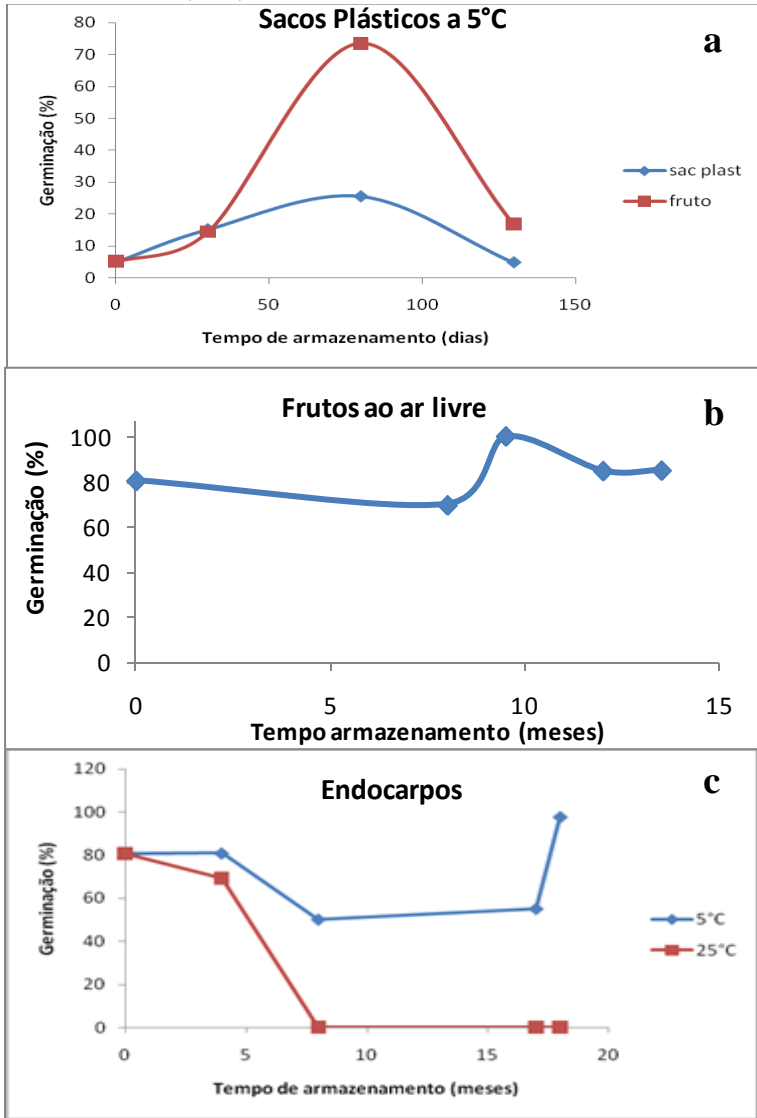 Sacos Plásticos a 5°C
a
80
70
60
50
40
30
20
10
0
Germinação (%)
0 50 100 150
Tempo de armazenamento (dias)
sac plast
fruto
Frutos ao ar livre
b
100
80
60
40
20
0
Germinação (%)
0 5 10 15
Tempo armazenamento (meses)
Endocarpos
c
120
100
80
60
40
20
0
Germinação (%)
0 5 10 15 20
Tempo de armazenamento (meses)
5°C
25°C